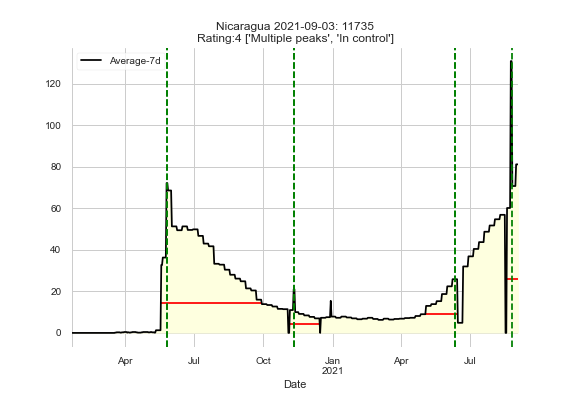 Nicaragua 2021-09-03: 11735
Rating:4 ['Multiple peaks', 'In control']
Average-7d
120
100
80
60
40
20
0
Apr Jul Oct Jan Apr Jul
2021
Date